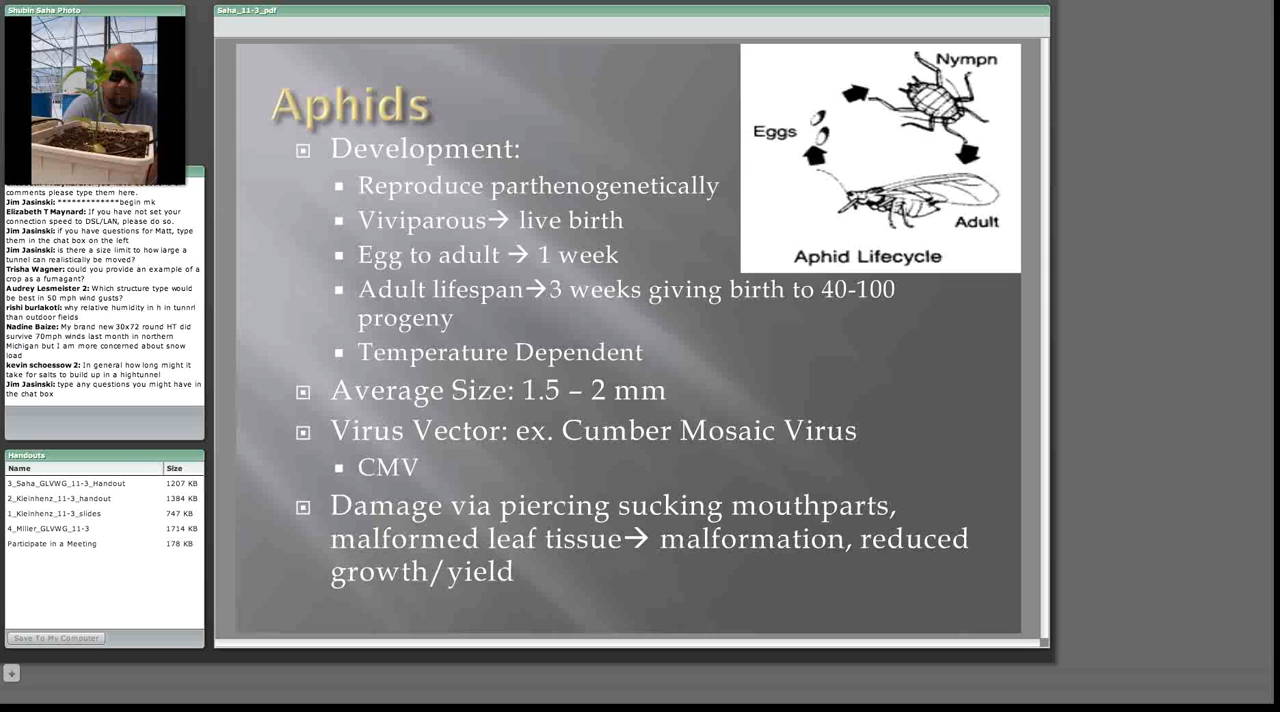 Shubin Saha Photo
comments please type them here.
Jim Jasinski: *************begin mk
Elizabeth T Maynard: If you have not set your
connection speed to DSL/LAN, please do so.
Jim Jasinski: if you have questions for Matt, type
them in the chat box on the left
Jim Jasinski: is there a size limit to how large a
tunnel can realistically be moved?
Trisha Wagner: could you provide an example of a
crop as a fumagant?
Audrey Lesmeister 2: Which structure type would
be best in 50 mph wind gusts?
rishi burlakoti: why relative humidity in h in tunnrl
than outdoor fields
Nadine Baize: My brand new 30x72 round HT did
survive 70mph winds last month in northern
Michigan but I am more concerned about snow
load
kevin schoessow 2: In general how long might it
take for salts to build up in a hightunnel
Jim Jasinski: type any questions you might have in
the chat box
Handouts
Name Size
3_Saha_GLVWG_11-3_Handout 1207 KB
2_Kleinhenz_11-3_handout 1384 KB
1_Kleinhenz_11-3_slides 747 KB
4_Miller_GLVWG_11-3 1714 KB
Participate in a Meeting 178 KB
Save To My Computer
+
Saha_11-3_pdf
Aphids
Development:
Reproduce parthenogenetically
Viviparous→ live birth
Egg to adult → 1 week
Adult lifespan→3 weeks giving birth to 40-100
progeny
Temperature Dependent
Average Size: 1.5 – 2 mm
Virus Vector: ex. Cumber Mosaic Virus
CMV
Damage via piercing sucking mouthparts,
malformed leaf tissue→ malformation, reduced
growth/yield
Nympn
Eggs
Adult
Aphid Lifecycle